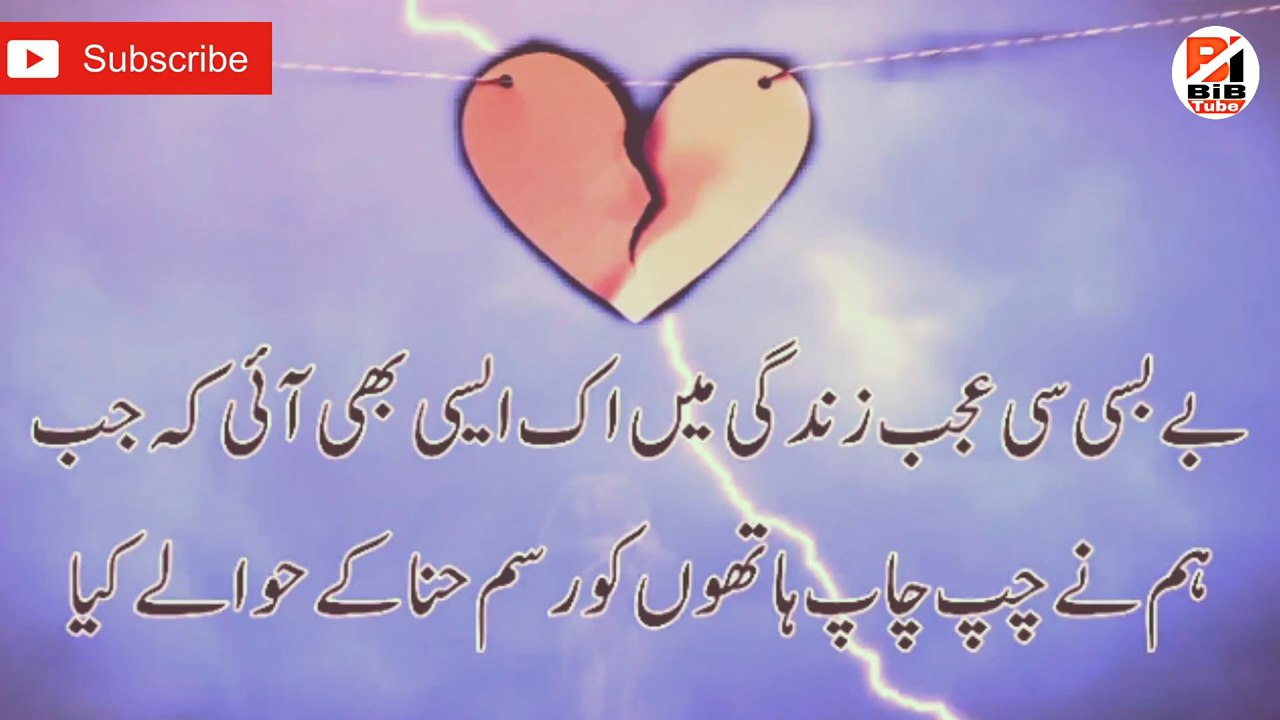 Subscribe
BiB
Tube
بے بسی سی عجب زندگی میں اک ایسی بھی آئی کہ جب
ہم نے چپ چاپ ہاتھوں کو رسم حنا کے حوالے کیا